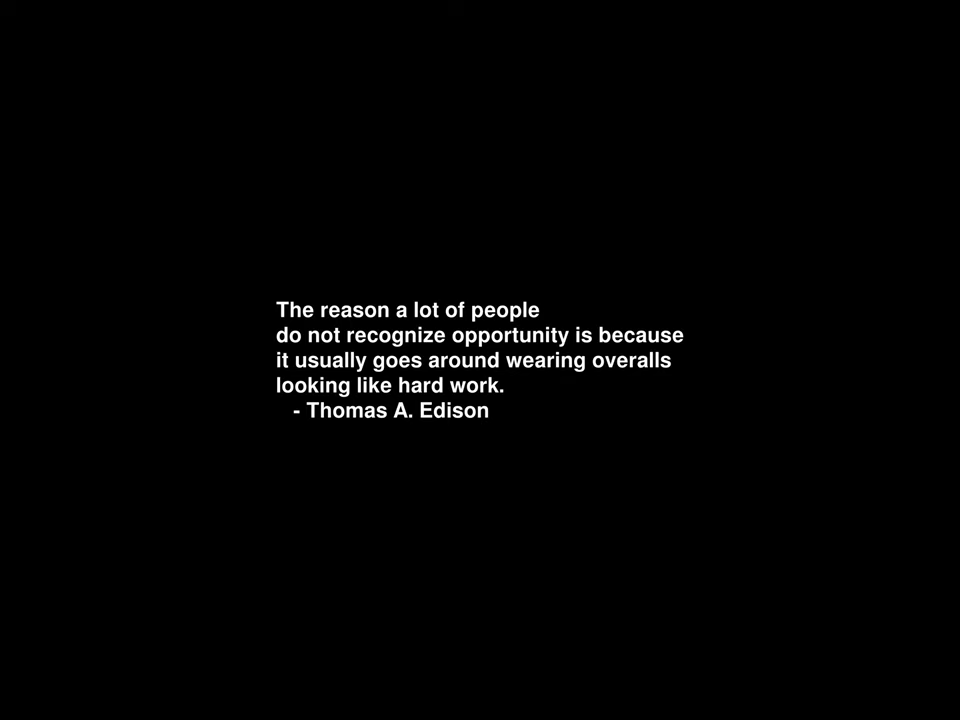 The reason a lot of people
do not recognize opportunity is because
it usually goes around wearing overalls
looking like hard work.
- Thomas A. Edison